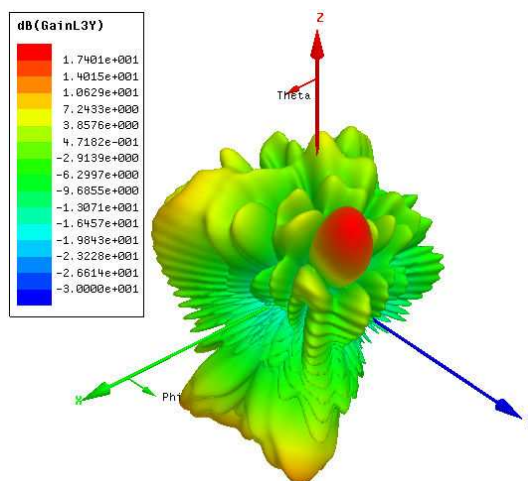 dB(GainL3Y)
1.7401e+001
1.4015e+001
1.0629e+001
7.2433e+000
3.8576e+000
4.7182e-001
-2.9139e+000
-6.2997e+000
-9.6855e+000
-1.3071e+001
-1.6457e+001
-1.9843e+001
-2.3228e+001
-2.6614e+001
-3.0000e+001
Z
Theta
X
Phi